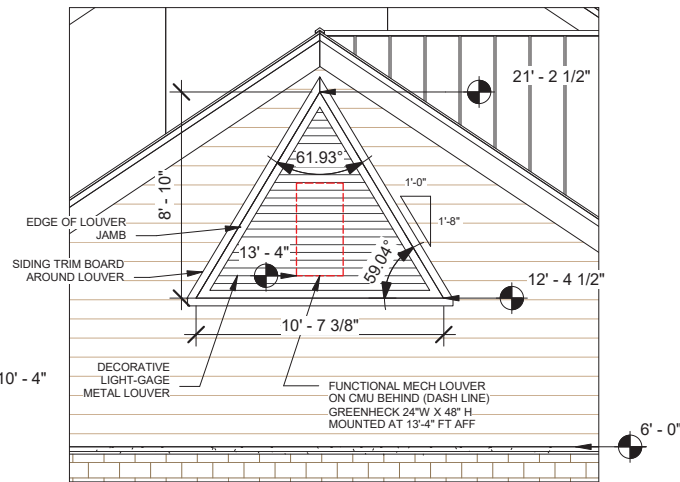 21' - 2 1/2"
61.93°
8' - 10"
1'-0"
1'-8"
EDGE OF LOUVER
JAMB
13' - 4"
59.04°
SIDING TRIM BOARD
AROUND LOUVER
12' - 4 1/2"
10' - 7 3/8"
DECORATIVE
LIGHT-GAGE
METAL LOUVER
10' - 4"
FUNCTIONAL MECH LOUVER
ON CMU BEHIND (DASH LINE)
GREENHECK 24"W X 48" H
MOUNTED AT 13'-4" FT AFF
6' - 0"